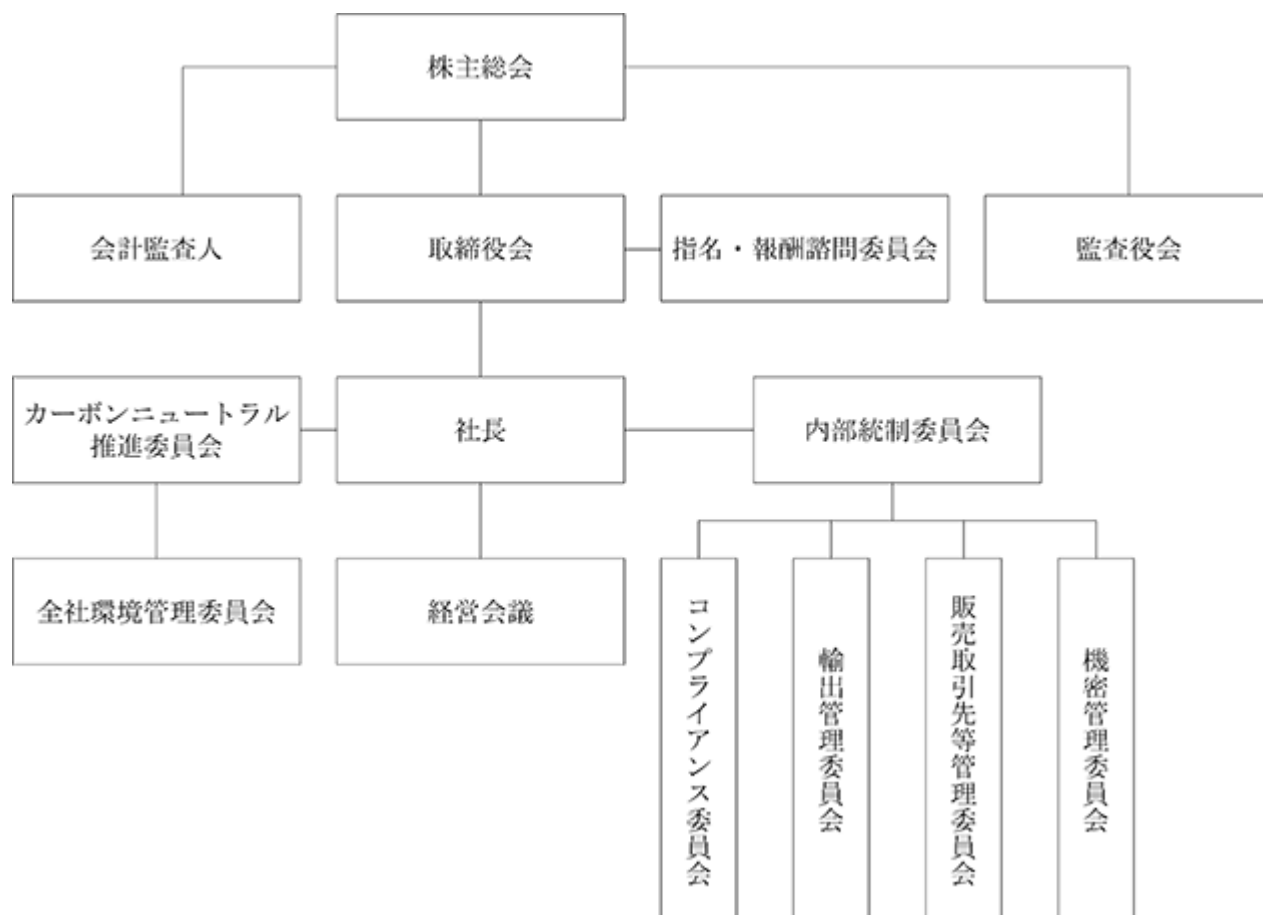 株主総会
会計監査人
取締役会
指名・報酬諮問委員会
監査役会
カーボンニュートラル
推進委員会
社長
内部統制委員会
全社環境管理委員会
経営会議
コンプライアンス委員会
輸出管理委員会
販売取引先等管理委員会
機密管理委員会